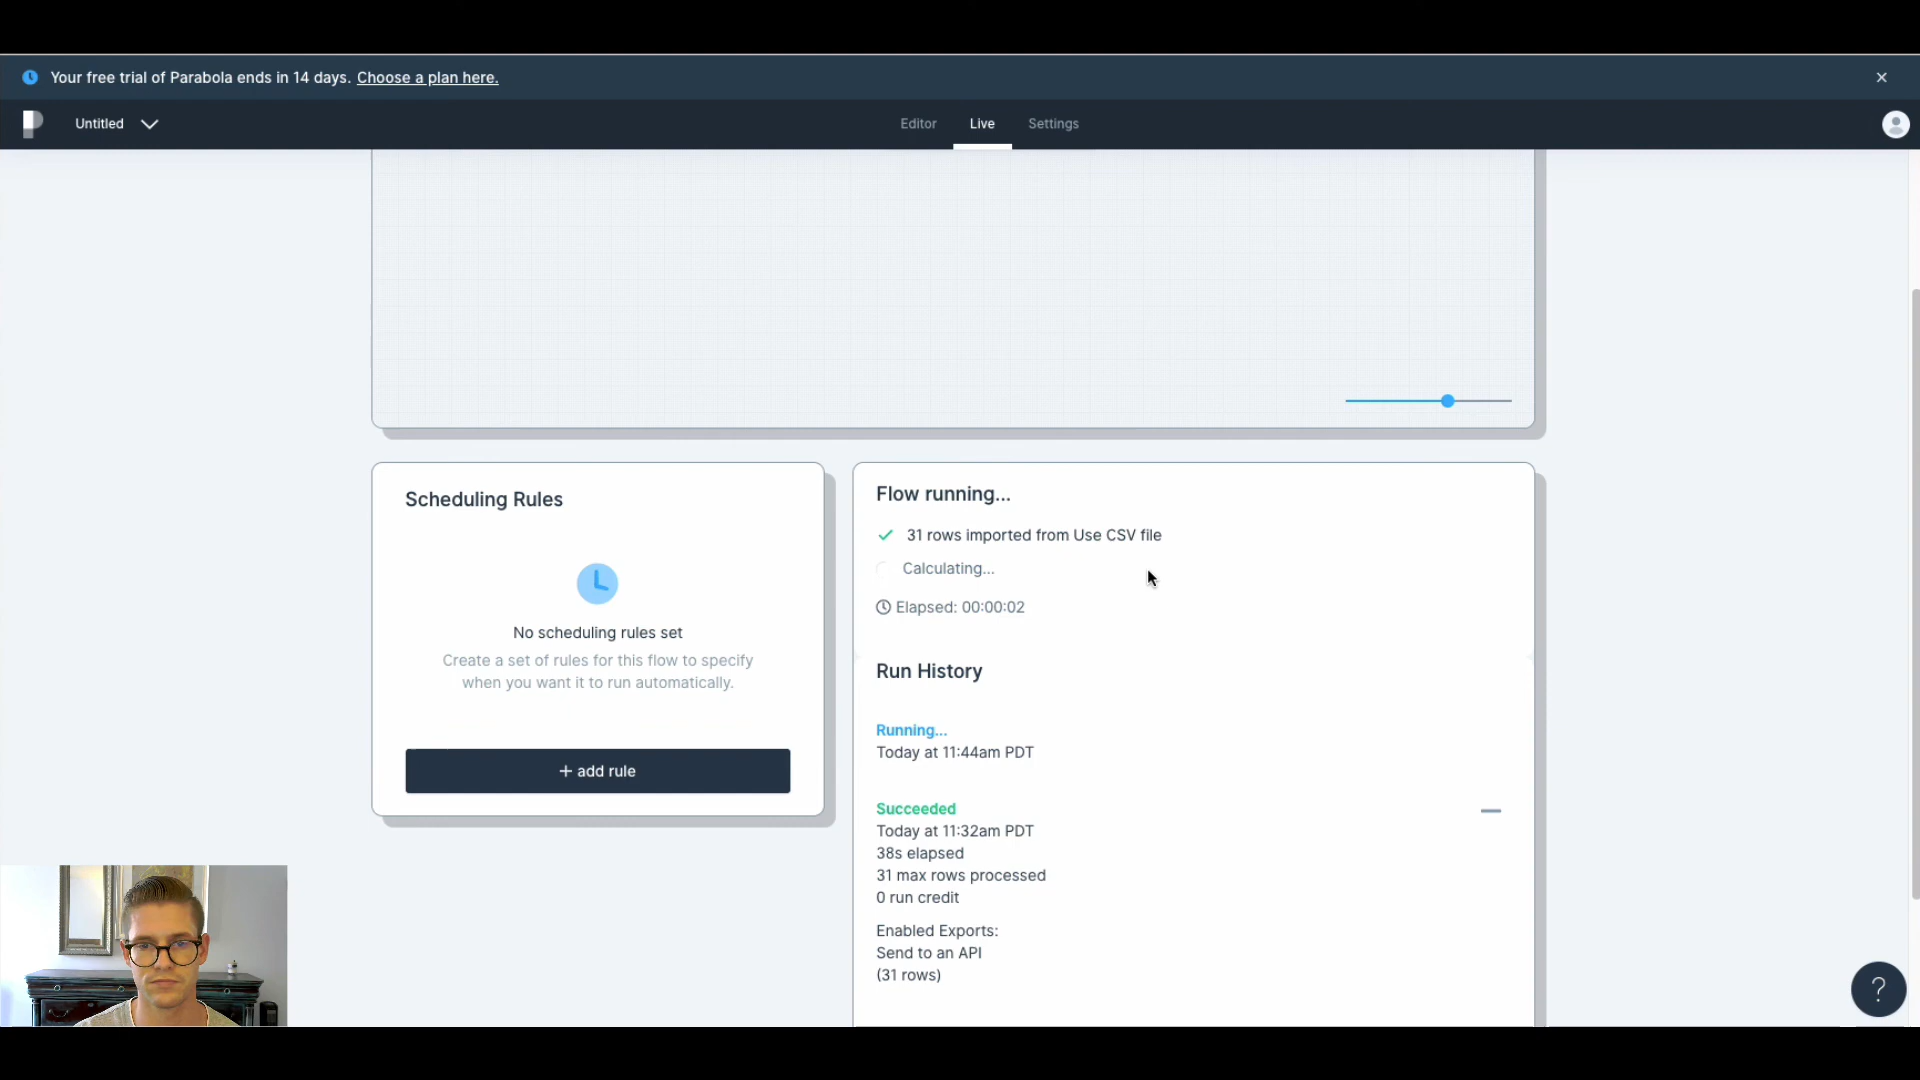 Your free trial of Parabola ends in 14 days. Choose a plan here.
Untitled
Editor
Live
Settings
Scheduling Rules
No scheduling rules set
Create a set of rules for this flow to specify
when you want it to run automatically.
+ add rule
Flow running...
31 rows imported from Use CSV file
Calculating...
Elapsed: 00:00:02
Run History
Running...
Today at 11:44am PDT
Succeeded
Today at 11:32am PDT
38s elapsed
31 max rows processed
0 run credit
Enabled Exports:
Send to an API
(31 rows)
?